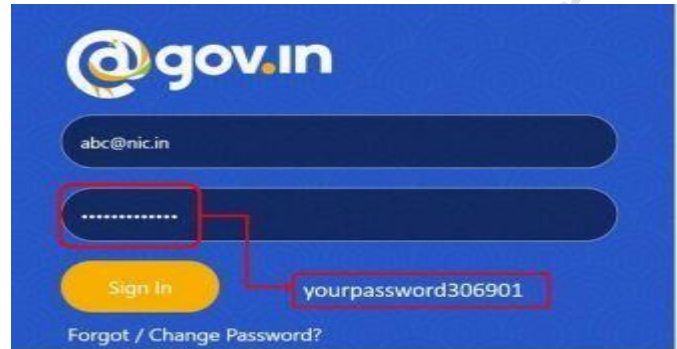 @gov.in
abc@nic.in
•••••••••••••
Sign In
yourpassword306901
Forgot / Change Password?